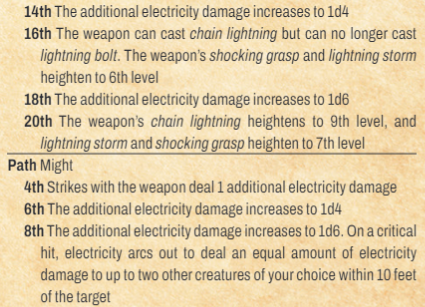 14th The additional electricity damage increases to 1d4
16th The weapon can cast chain lightning but can no longer cast
lightning bolt. The weapon's shocking grasp and lightning storm
heighten to 6th level
18th The additional electricity damage increases to 1d6
20th The weapon's chain lightning heightens to 9th level, and
lightning storm and shocking grasp heighten to 7th level
Path Might
4th Strikes with the weapon deal 1 additional electricity damage
6th The additional electricity damage increases to 1d4
8th The additional electricity damage increases to 1d6. On a critical
hit, electricity arcs out to deal an equal amount of electricity
damage to up to two other creatures of your choice within 10 feet
of the target